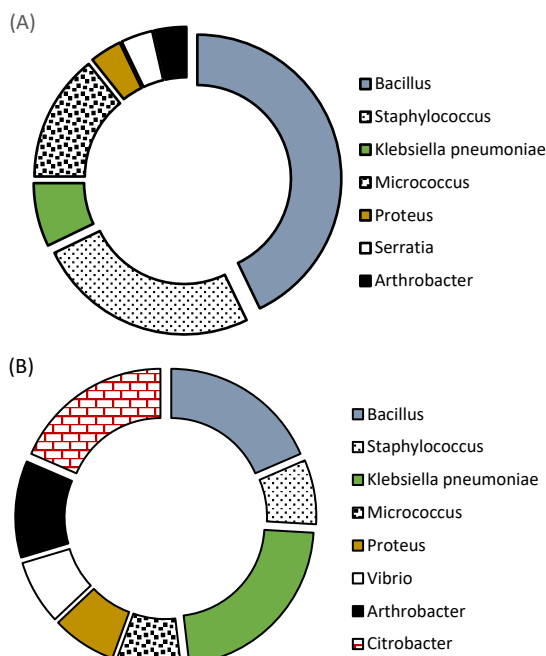 (A)
Bacillus
Staphylococcus
Klebsiella pneumoniae
Micrococcus
Proteus
Serratia
Arthrobacter
(B)
Bacillus
Staphylococcus
Klebsiella pneumoniae
Micrococcus
Proteus
Vibrio
Arthrobacter
Citrobacter